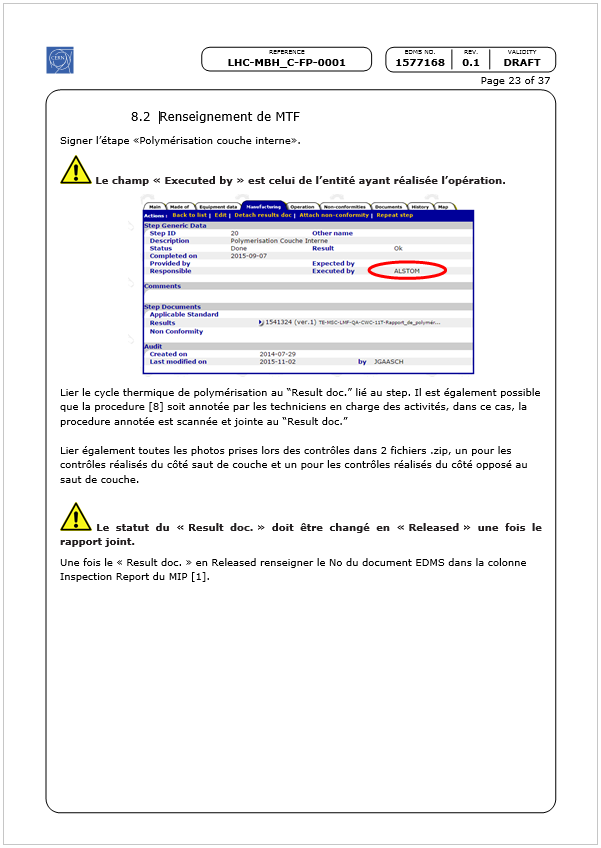 CERN
REFERENCE
LHC-MBH_C-FP-0001
EDMS NO. REV. VALIDITY
1577168 0.1 DRAFT
Page 23 of 37
8.2 Renseignement de MTF
Signer l’étape «Polymérisation couche interne».
Le champ « Executed by » est celui de l’entité ayant réalisée l’opération.
Main Made of Equipment data Manufacturing Operation Non-conformities Documents History Map
Actions : Back to list | Edit | Detach results doc | Attach non-conformity | Repeat step
Step Generic Data
Step ID 20 Other name
Description Polymerisation Couche Interne
Status Done Result Ok
Completed on 2015-09-07
Provided by Expected by
Responsible Executed by ALSTOM
Comments
Step Documents
Applicable Standard
Results 1541324 (ver.1) TE-MSC-LMF-QA-CWC-11T-Rapport_de_polymér...
Non Conformity
Audit
Created on 2014-07-29
Last modified on 2015-11-02 by JGAASCH
Lier le cycle thermique de polymérisation au “Result doc.” lié au step. Il est également possible
que la procedure [8] soit annotée par les techniciens en charge des activités, dans ce cas, la
procedure annotée est scannée et jointe au “Result doc.”
Lier également toutes les photos prises lors des contrôles dans 2 fichiers .zip, un pour les
contrôles réalisés du côté saut de couche et un pour les contrôles réalisés du côté opposé au
saut de couche.
Le statut du « Result doc. » doit être changé en « Released » une fois le
rapport joint.
Une fois le « Result doc. » en Released renseigner le No du document EDMS dans la colonne
Inspection Report du MIP [1].